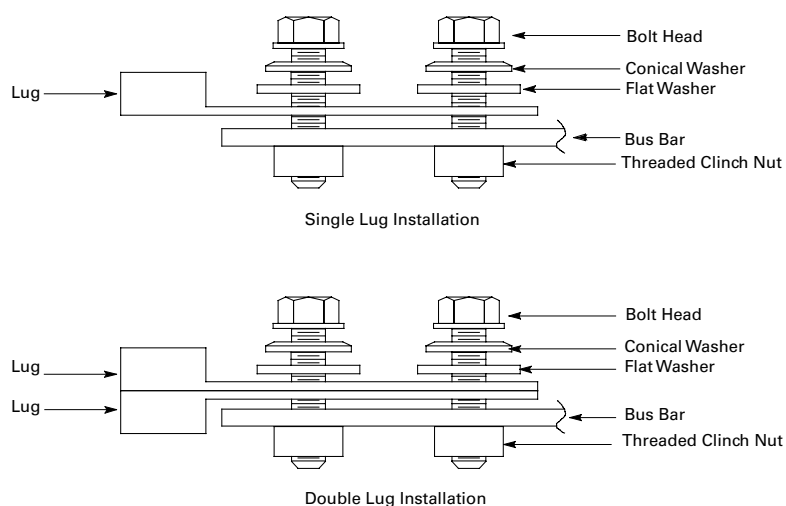 Bolt Head
Conical Washer
Lug
Flat Washer
Bus Bar
Threaded Clinch Nut
Single Lug Installation
Bolt Head
Conical Washer
Lug
Flat Washer
Lug
Bus Bar
Threaded Clinch Nut
Double Lug Installation